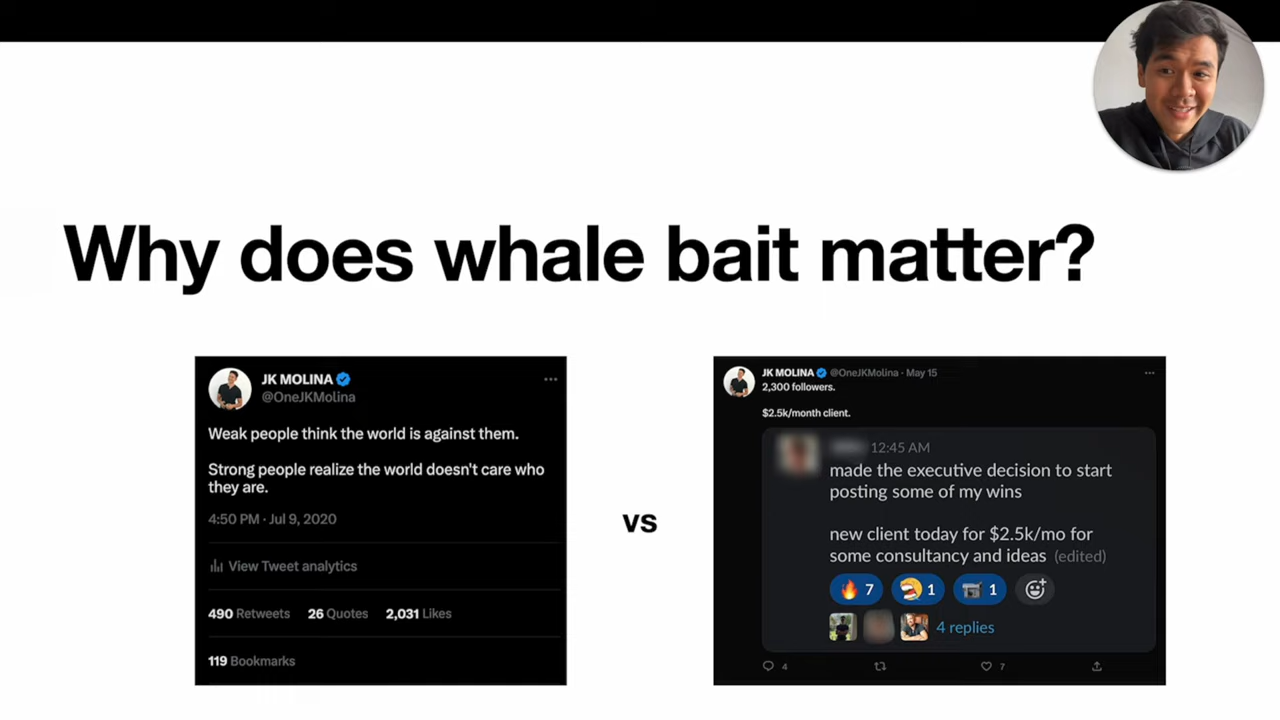 Why does whale bait matter?
JK MOLINA
@OneJKMolina
Weak people think the world is against them.
Strong people realize the world doesn't care who
they are.
4:50 PM · Jul 9, 2020
View Tweet analytics
490 Retweets 26 Quotes 2,031 Likes
119 Bookmarks
vs
JK MOLINA @OneJKMolina · May 15
2,300 followers.
$2.5k/month client.
12:45 AM
made the executive decision to start
posting some of my wins
new client today for $2.5k/mo for
some consultancy and ideas (edited)
7 1 1
4 replies
4 7